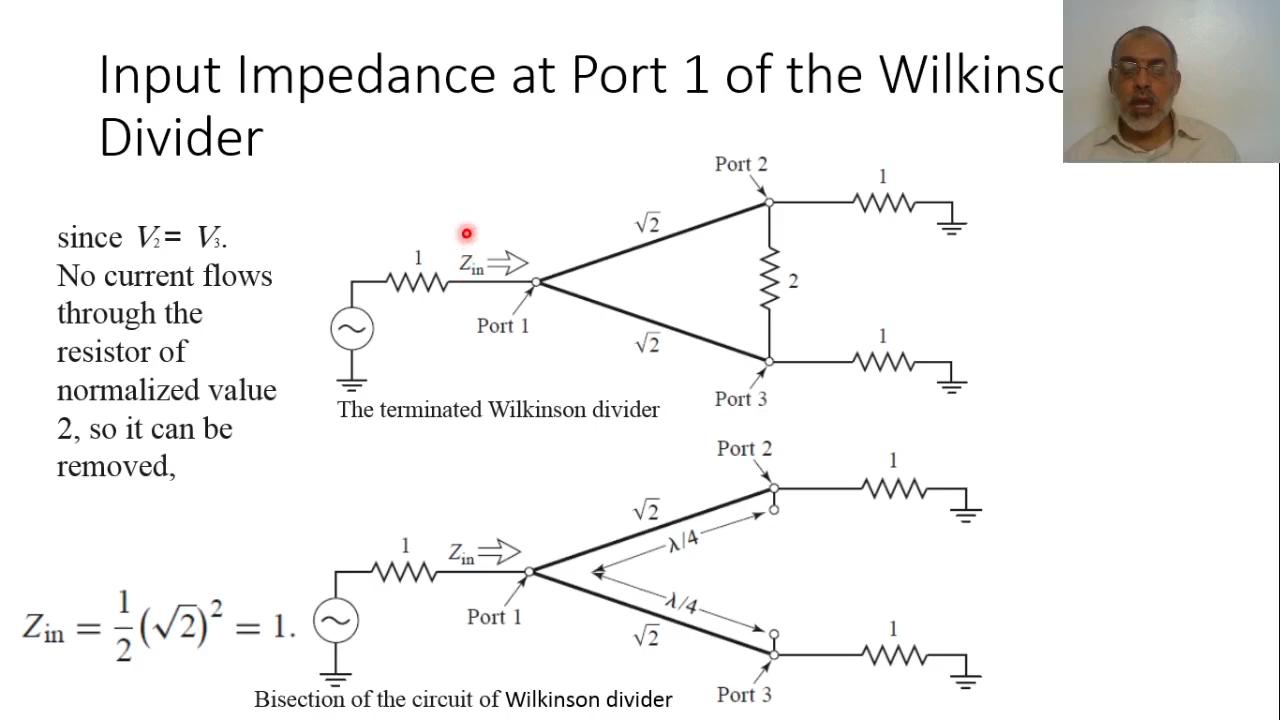 Input Impedance at Port 1 of the
Divider
since V₂= V₃.
No current flows
through the
resistor of
normalized value
2, so it can be
removed,
Port 2
1
√2
1
Zin
2
Port 1
√2
1
Port 3
The terminated Wilkinson divider
Port 2
1
√2
λ/4
1
Zin
λ/4
Port 1
√2
1
Port 3
Zin = 1/2 (√2)² = 1.
Bisection of the circuit of Wilkinson divider